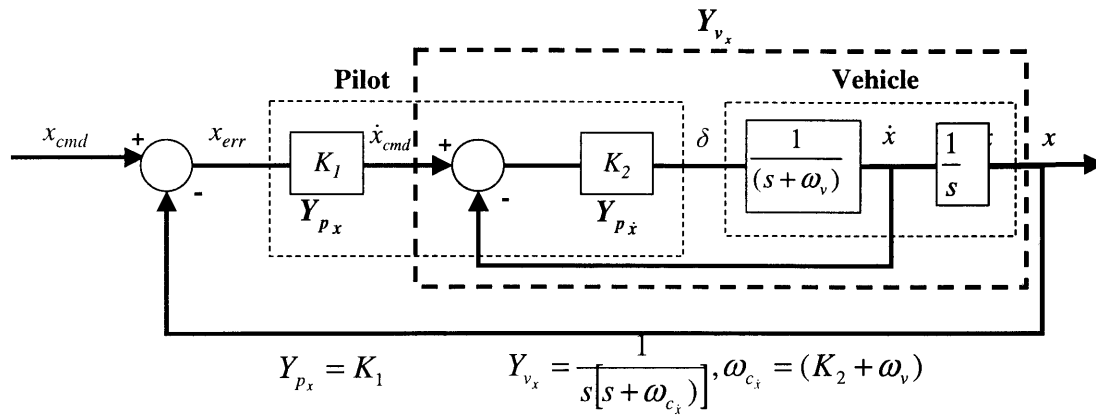 Y_{v_x}
Pilot
Vehicle
x_{cmd} + x_{err} K_1 ẋ_{cmd} + K_2 δ 1/(s + ω_v) ẋ 1/s x
- -
Y_{p_x} Y_{p_ẋ}
Y_{p_x} = K_1 Y_{v_x} = 1/(s[s + ω_{c_ẋ})]), ω_{c_ẋ} = (K_2 + ω_v)